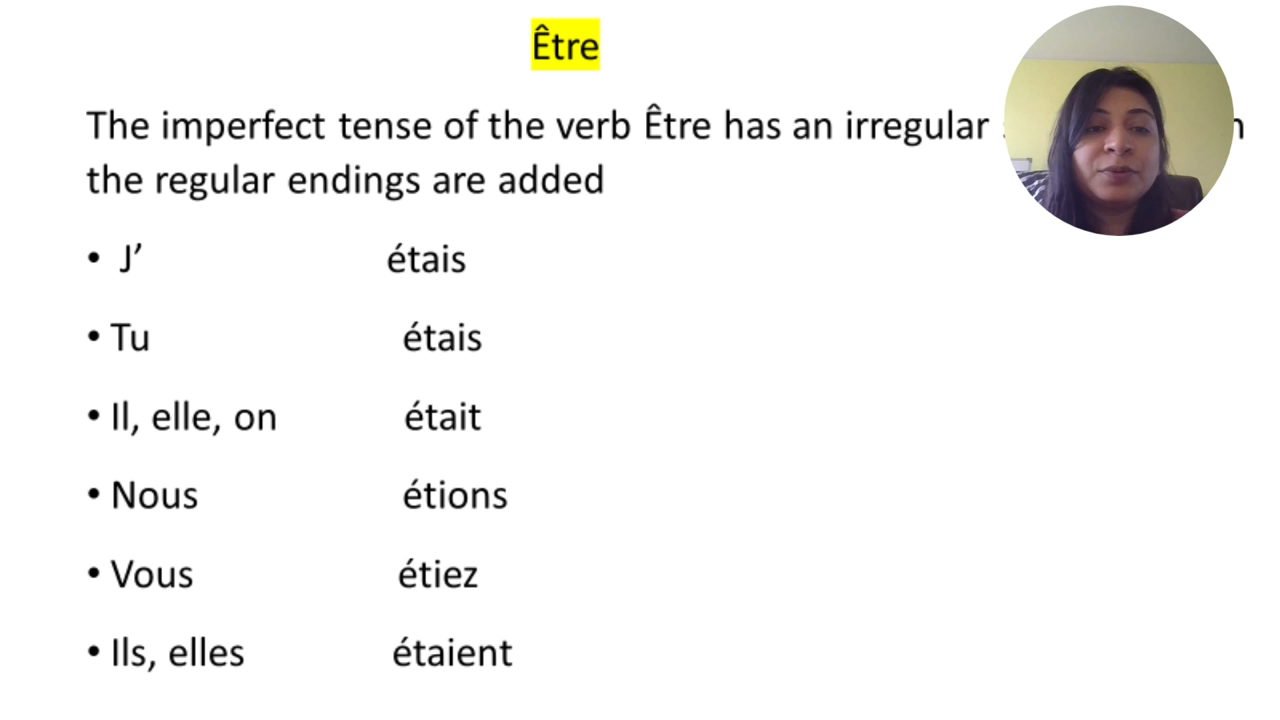 Être
The imperfect tense of the verb Être has an irregular
the regular endings are added
• J’ étais
• Tu étais
• Il, elle, on était
• Nous étions
• Vous étiez
• Ils, elles étaient